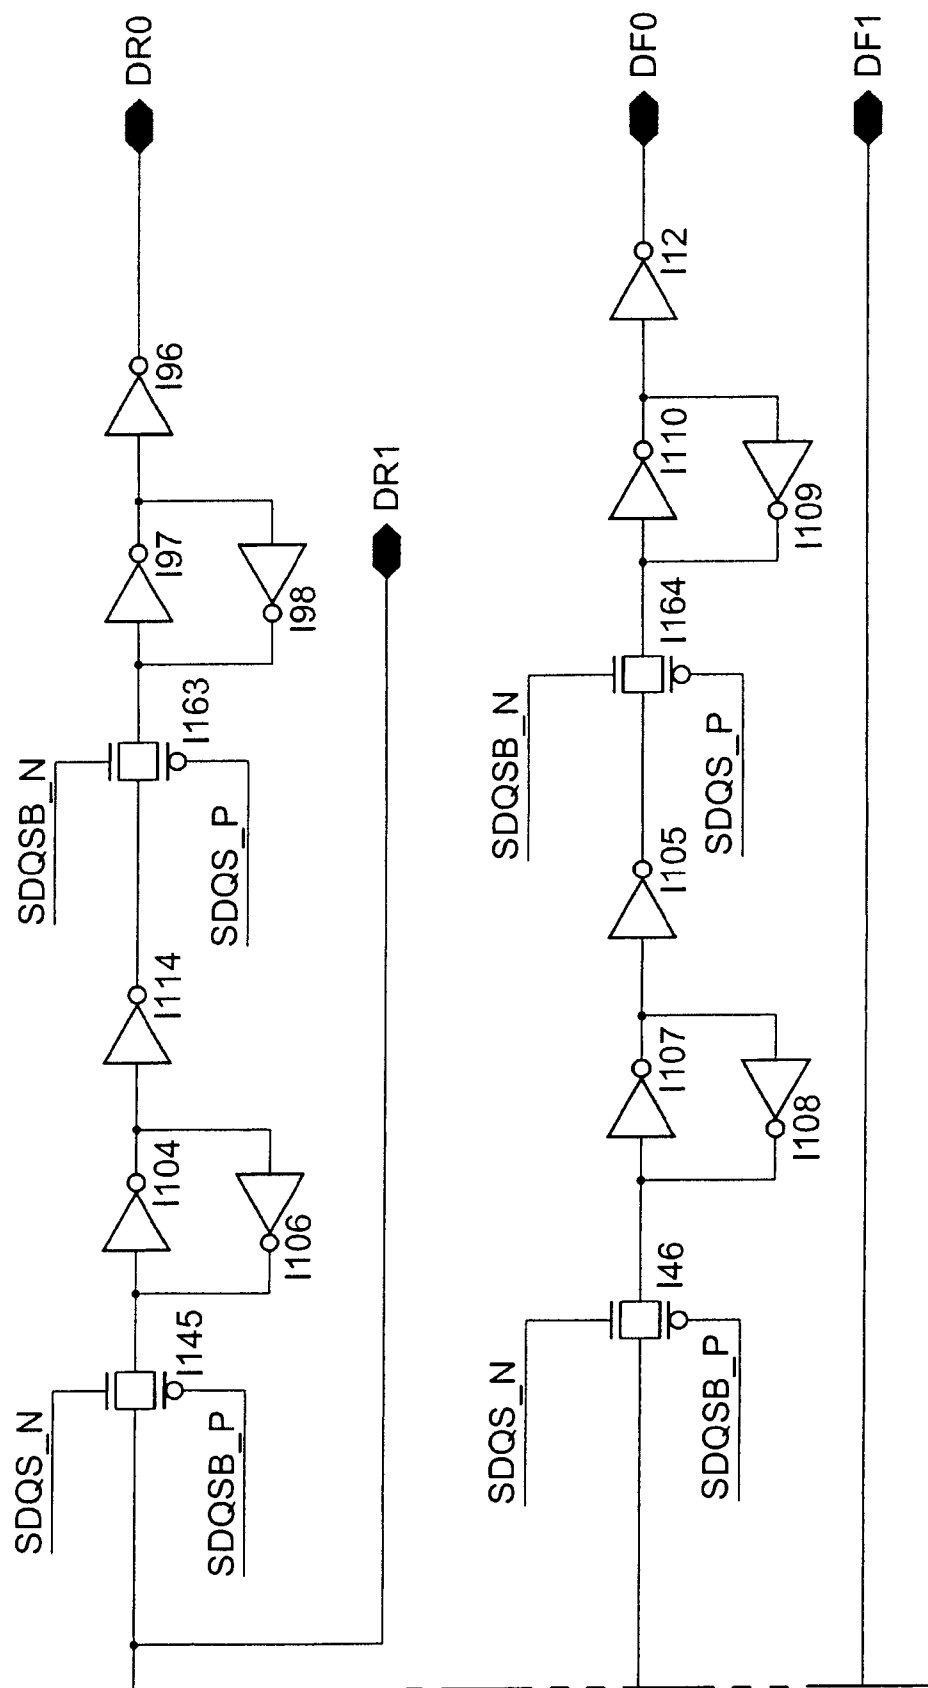 SDQS_N
I145
SDQSB_P
I104
I106
I114
SDQSB_N
I163
SDQS_P
I97
I98
I96
DR0
DR1
SDQS_N
I46
SDQSB_P
I107
I108
I105
SDQSB_N
I164
SDQS_P
I110
I109
I12
DF0
DF1